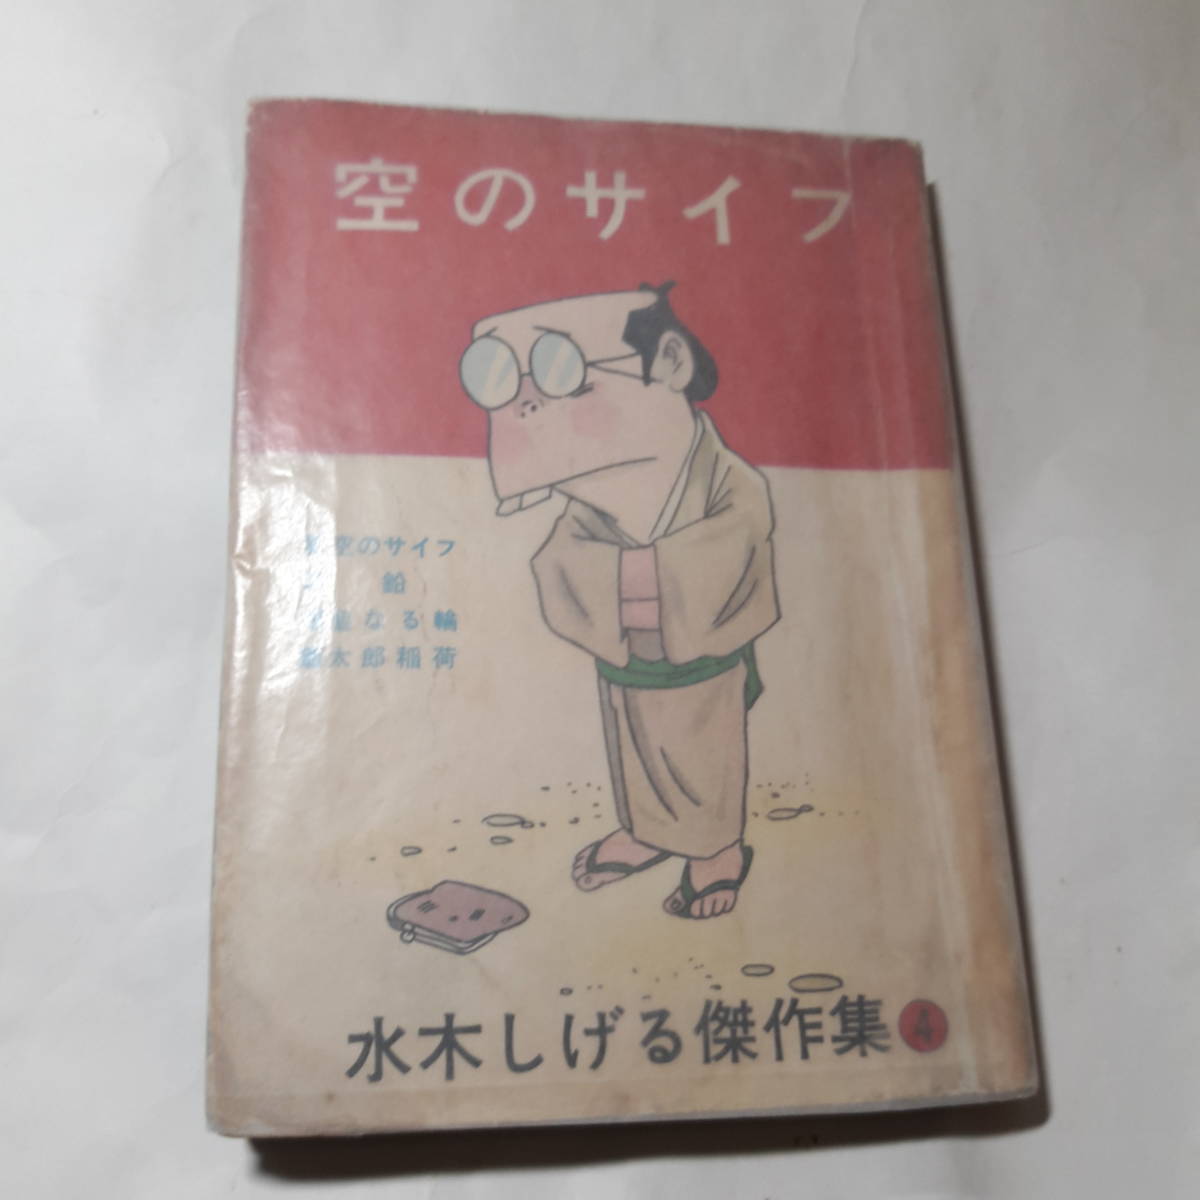 空のサイフ
空のサイフ
鉛
なる輪
太郎稲荷
水木しげる傑作集4